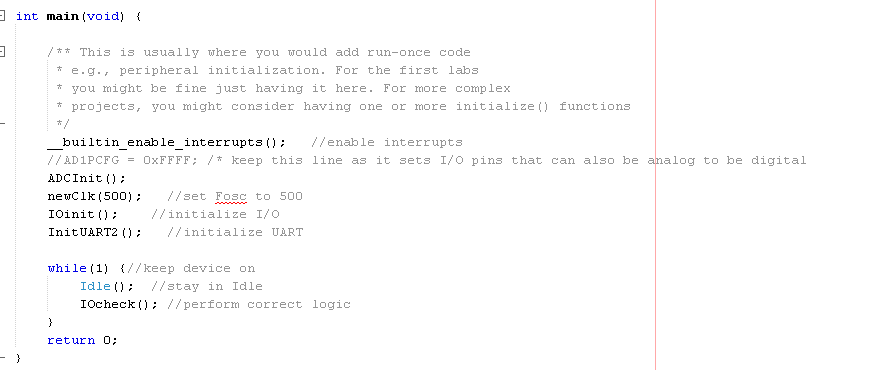 int main(void) {
/** This is usually where you would add run-once code
* e.g., peripheral initialization. For the first labs
* you might be fine just having it here. For more complex
* projects, you might consider having one or more initialize() functions
*/
__builtin_enable_interrupts();   //enable interrupts
//AD1PCFG = 0xFFFF; /* keep this line as it sets I/O pins that can also be analog to be digital
ADCInit();
newClk(500);   //set Fosc to 500
IOinit();    //initialize I/O
InitUART2();   //initialize UART
while(1) {//keep device on
Idle();  //stay in Idle
IOcheck(); //perform correct logic
}
return 0;
}